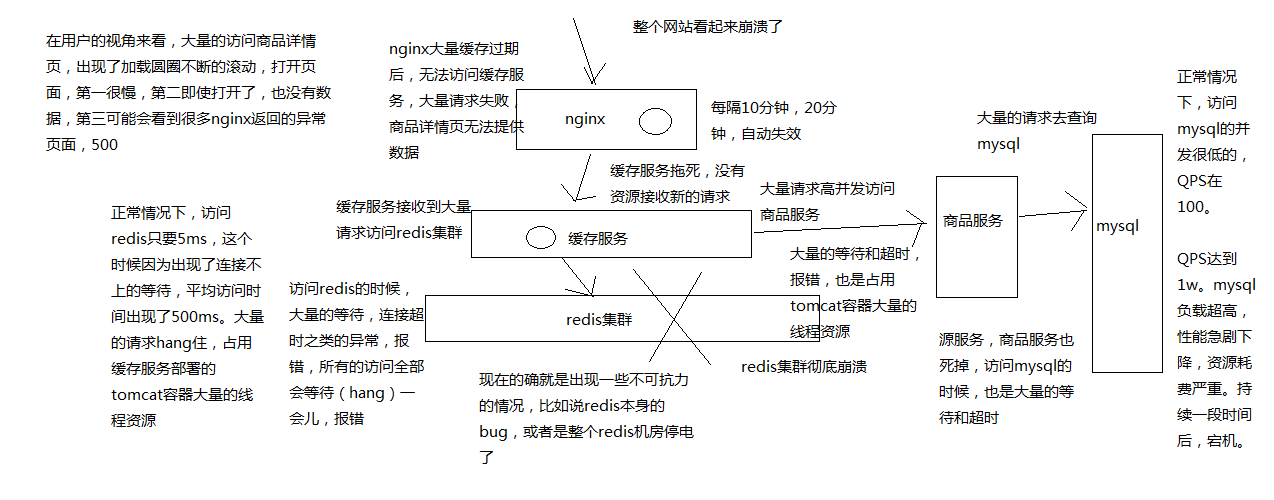 整个网站看起来崩溃了
在用户的视角来看，大量的访问商品详情
页，出现了加载圆圈不断的滚动，打开页
面，第一很慢，第二即使打开了，也没有数
据，第三可能会看到很多nginx返回的异常
页面，500
nginx大量缓存过期
后，无法访问缓存服
务，大量请求失败，
商品详情页无法提供
数据
nginx
每隔10分钟，20分
钟，自动失效
缓存服务拖死，没有
资源接收新的请求
大量的请求去查询
mysql
正常情况
下，访问
mysql的并
发很低的，
QPS在
100。
QPS达到
1w。mysql
负载超高，
性能急剧下
降，资源耗
费严重。持
续一段时间
后，宕机。
正常情况下，访问
redis只要5ms，这个
时候因为出现了连接不
上的等待，平均访问时
间出现了500ms。大量
的请求hang住，占用
缓存服务部署的
tomcat容器大量的线
程资源
缓存服务接收到大量
请求访问redis集群
缓存服务
大量请求高并发访问
商品服务
商品服务
mysql
大量的等待和超时，
报错，也是占用
tomcat容器大量的
线程资源
访问redis的时候，
大量的等待，连接超
时之类的异常，报
错，所有的访问全部
会等待（hang）一
会儿，报错
redis集群
源服务，商品服务也
死掉，访问mysql的
时候，也是大量的等
待和超时
redis集群彻底崩溃
现在的确就是出现一些不可抗力
的情况，比如说redis本身的
bug，或者是整个redis机房停电
了